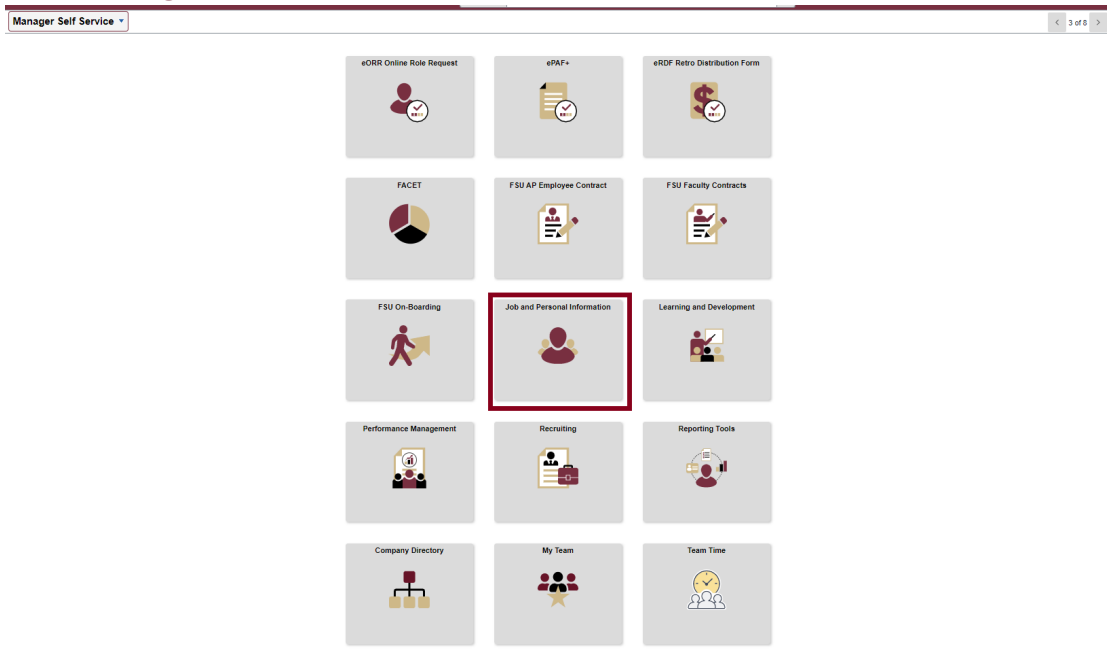 Manager Self Service
3 of 8
eORR Online Role Request
ePAF+
eRDF Retro Distribution Form
FACET
FSU AP Employee Contract
FSU Faculty Contracts
FSU On-Boarding
Job and Personal Information
Learning and Development
Performance Management
Recruiting
Reporting Tools
Company Directory
My Team
Team Time